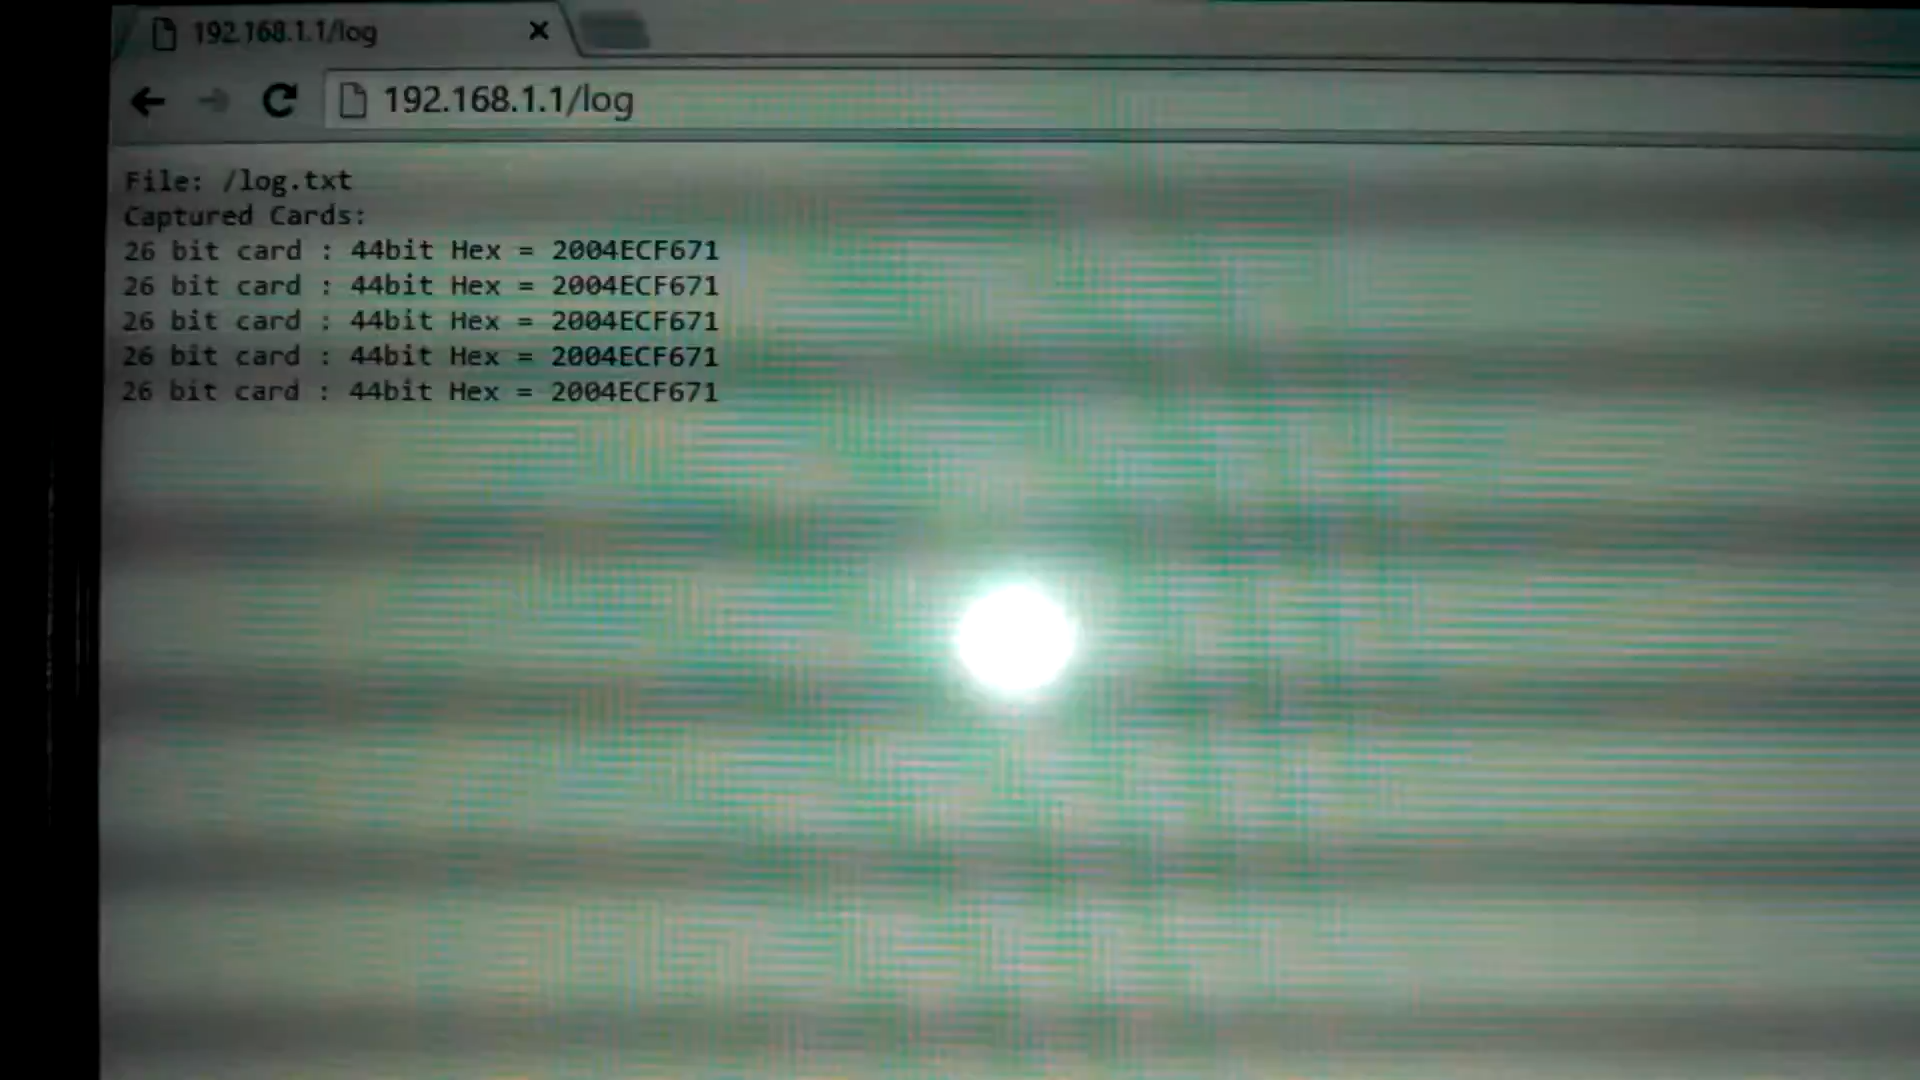 192.168.1.1/log
192.168.1.1/log
File: /log.txt
Captured Cards:
26 bit card : 44bit Hex = 2004ECF671
26 bit card : 44bit Hex = 2004ECF671
26 bit card : 44bit Hex = 2004ECF671
26 bit card : 44bit Hex = 2004ECF671
26 bit card : 44bit Hex = 2004ECF671